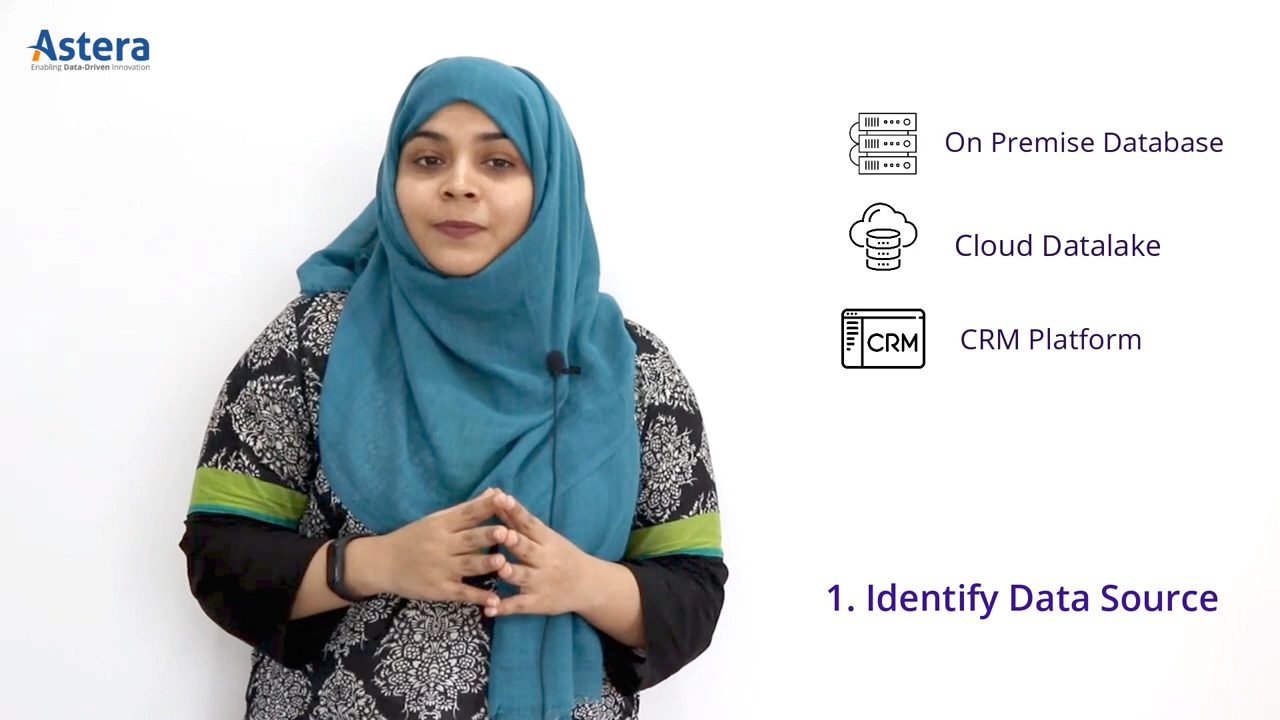 Astera
Enabling Data-Driven Innovation
On Premise Database
Cloud Datalake
CRM
CRM Platform
1. Identify Data Source